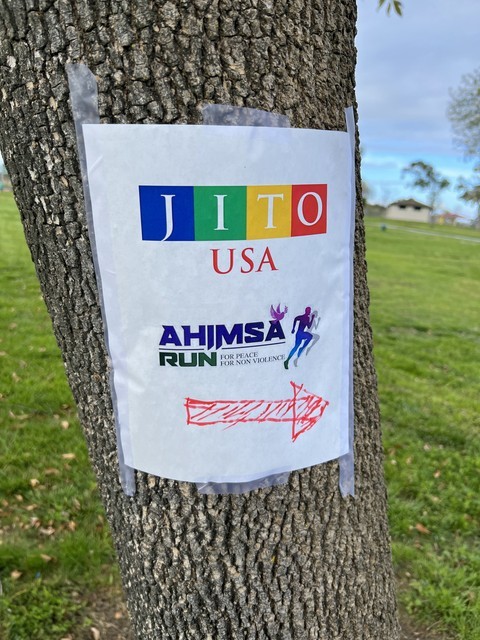 JITO
USA
AHIMSA
RUN FOR PEACE
FOR NON VIOLENCE